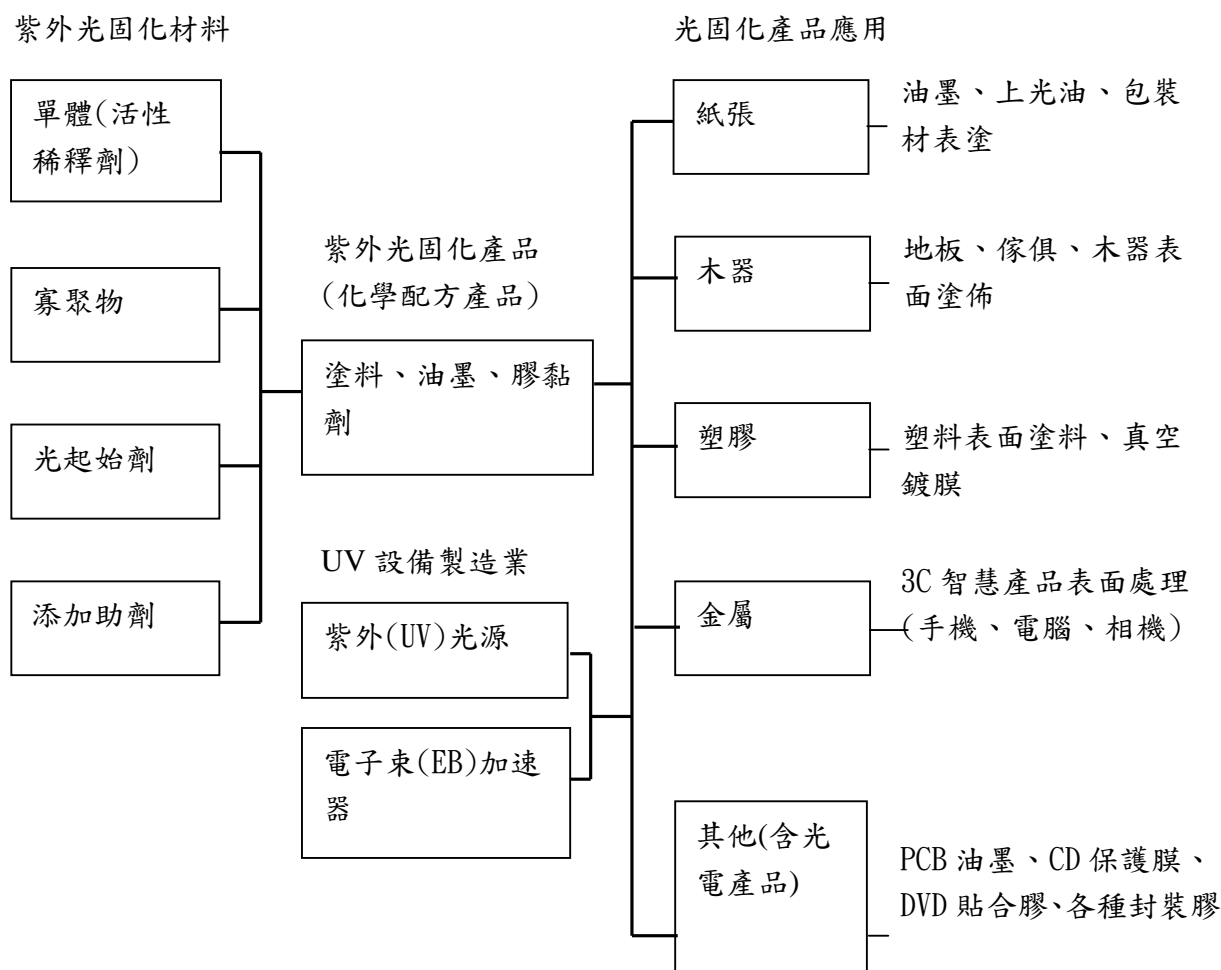 紫外光固化材料
單體(活性
稀釋劑)
寡聚物
光起始劑
添加助劑
紫外光固化產品
(化學配方產品)
塗料、油墨、膠黏
劑
UV 設備製造業
紫外(UV)光源
電子束(EB)加速
器
光固化產品應用
紙張
油墨、上光油、包裝
材表塗
木器
地板、傢俱、木器表
面塗佈
塑膠
塑料表面塗料、真空
鍍膜
金屬
3C 智慧產品表面處理
(手機、電腦、相機)
其他(含光
電產品)
PCB 油墨、CD 保護膜、
DVD 貼合膠、各種封裝膠